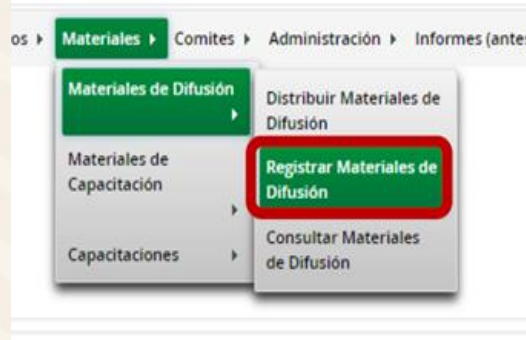 os Materiales Comites Administración Informes (antes
Materiales de Difusión
Materiales de
Capacitación
Capacitaciones
Distribuir Materiales de
Difusión
Registrar Materiales de
Difusión
Consultar Materiales
de Difusión